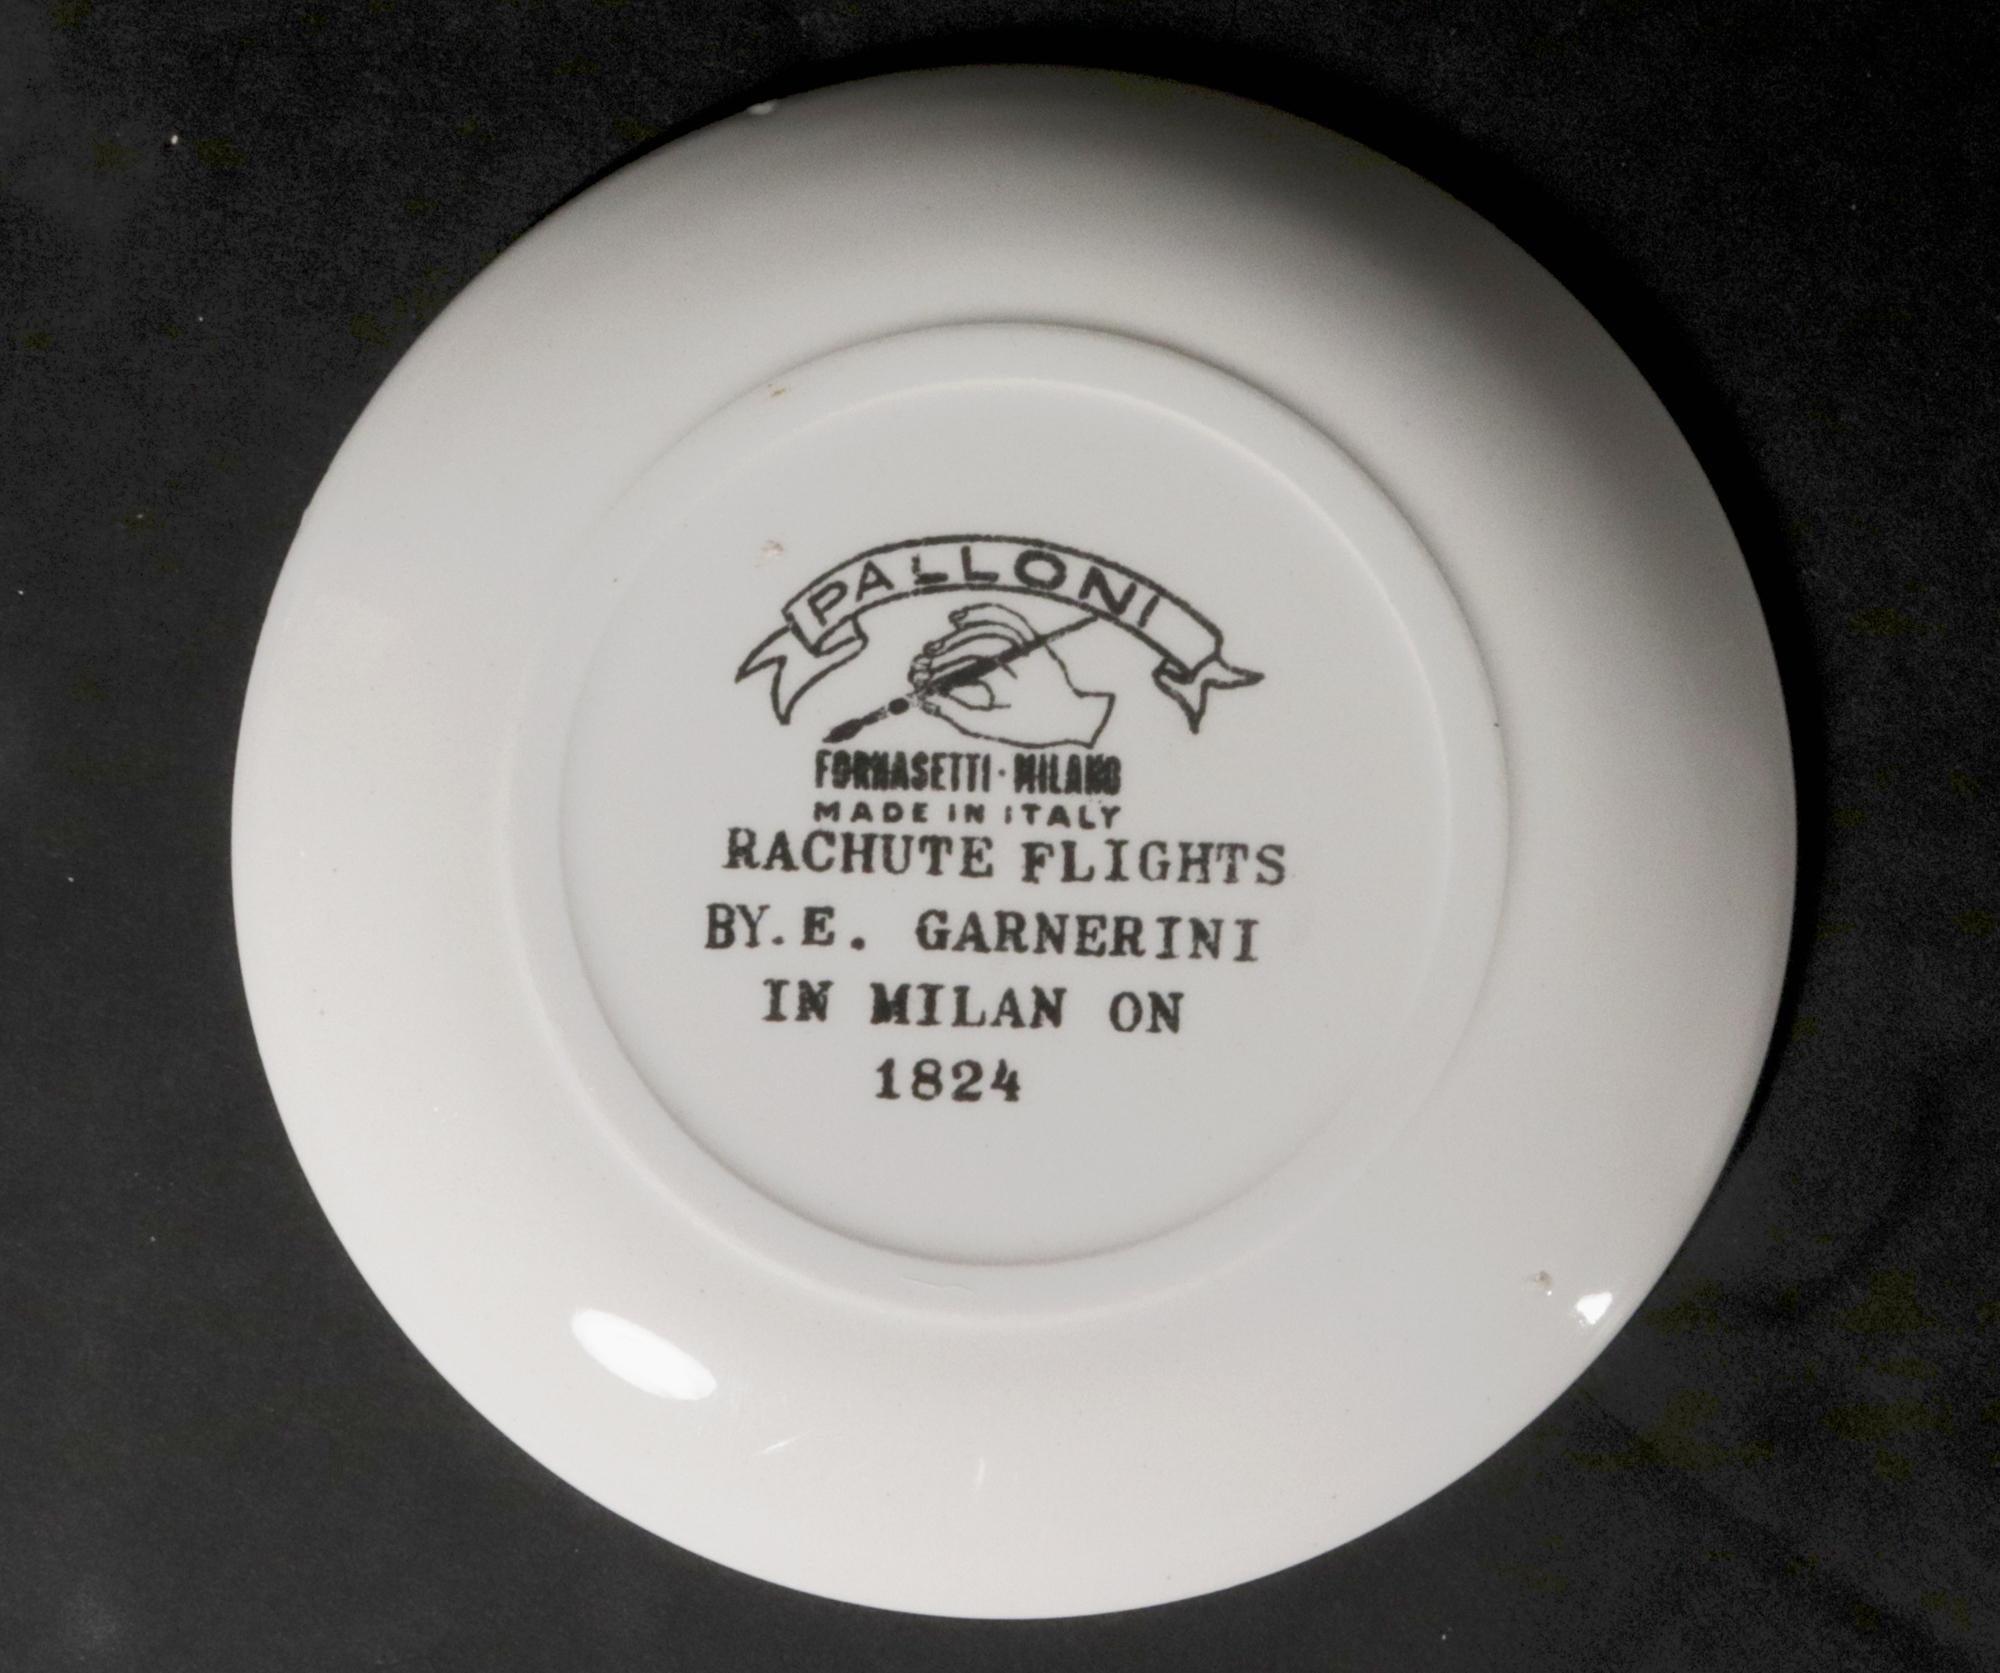 PALLONI
FORNASETTI · MILANO
MADE IN ITALY
RACHUTE FLIGHTS
BY. E. GARNERINI
IN MILAN ON
1824